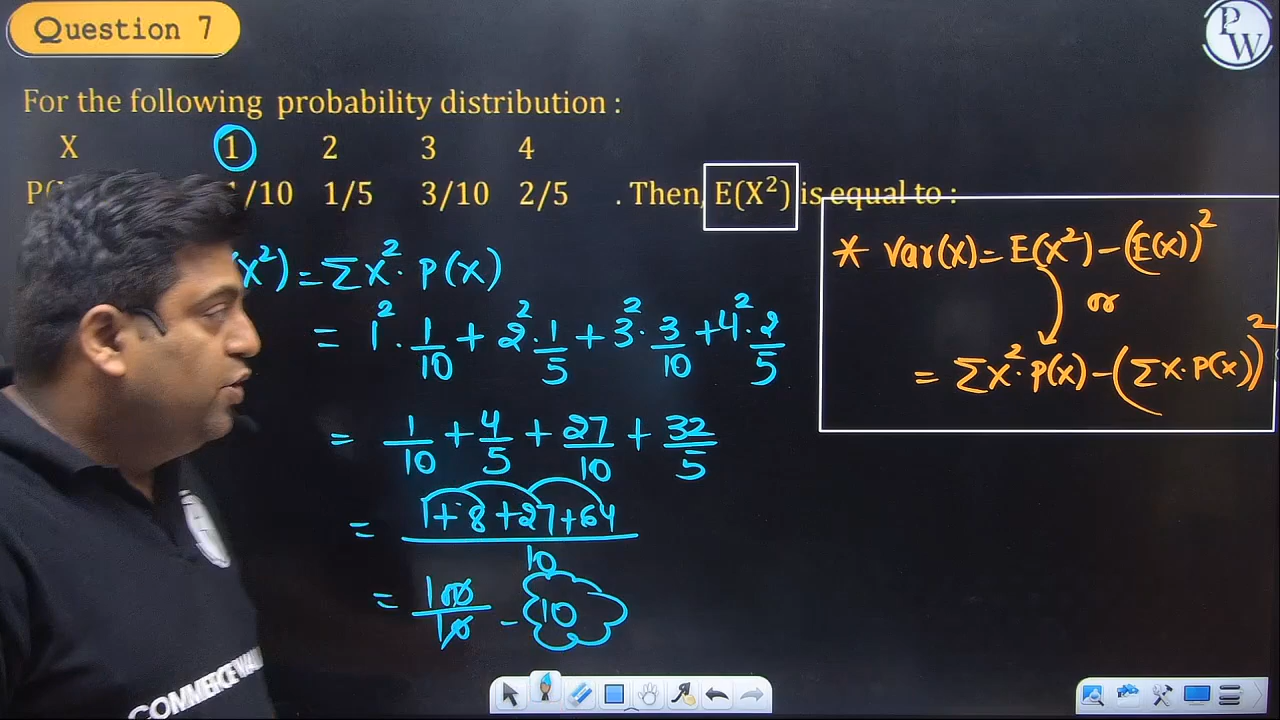 Question 7
PW
For the following probability distribution :
X 1 2 3 4
1/10 1/5 3/10 2/5 . Then, E(X²) is equal to :
x²) = Σx². P(x)
= 1². 1/10 + 2². 1/5 + 3². 3/10 + 4². 2/5
= 1/10 + 4/5 + 27/10 + 32/5
= (1+8+27+64)/10
= 100/10 = 10
* Var(x) = E(x²) - (E(x))²
or
= Σx². P(x) - (Σx. P(x))²